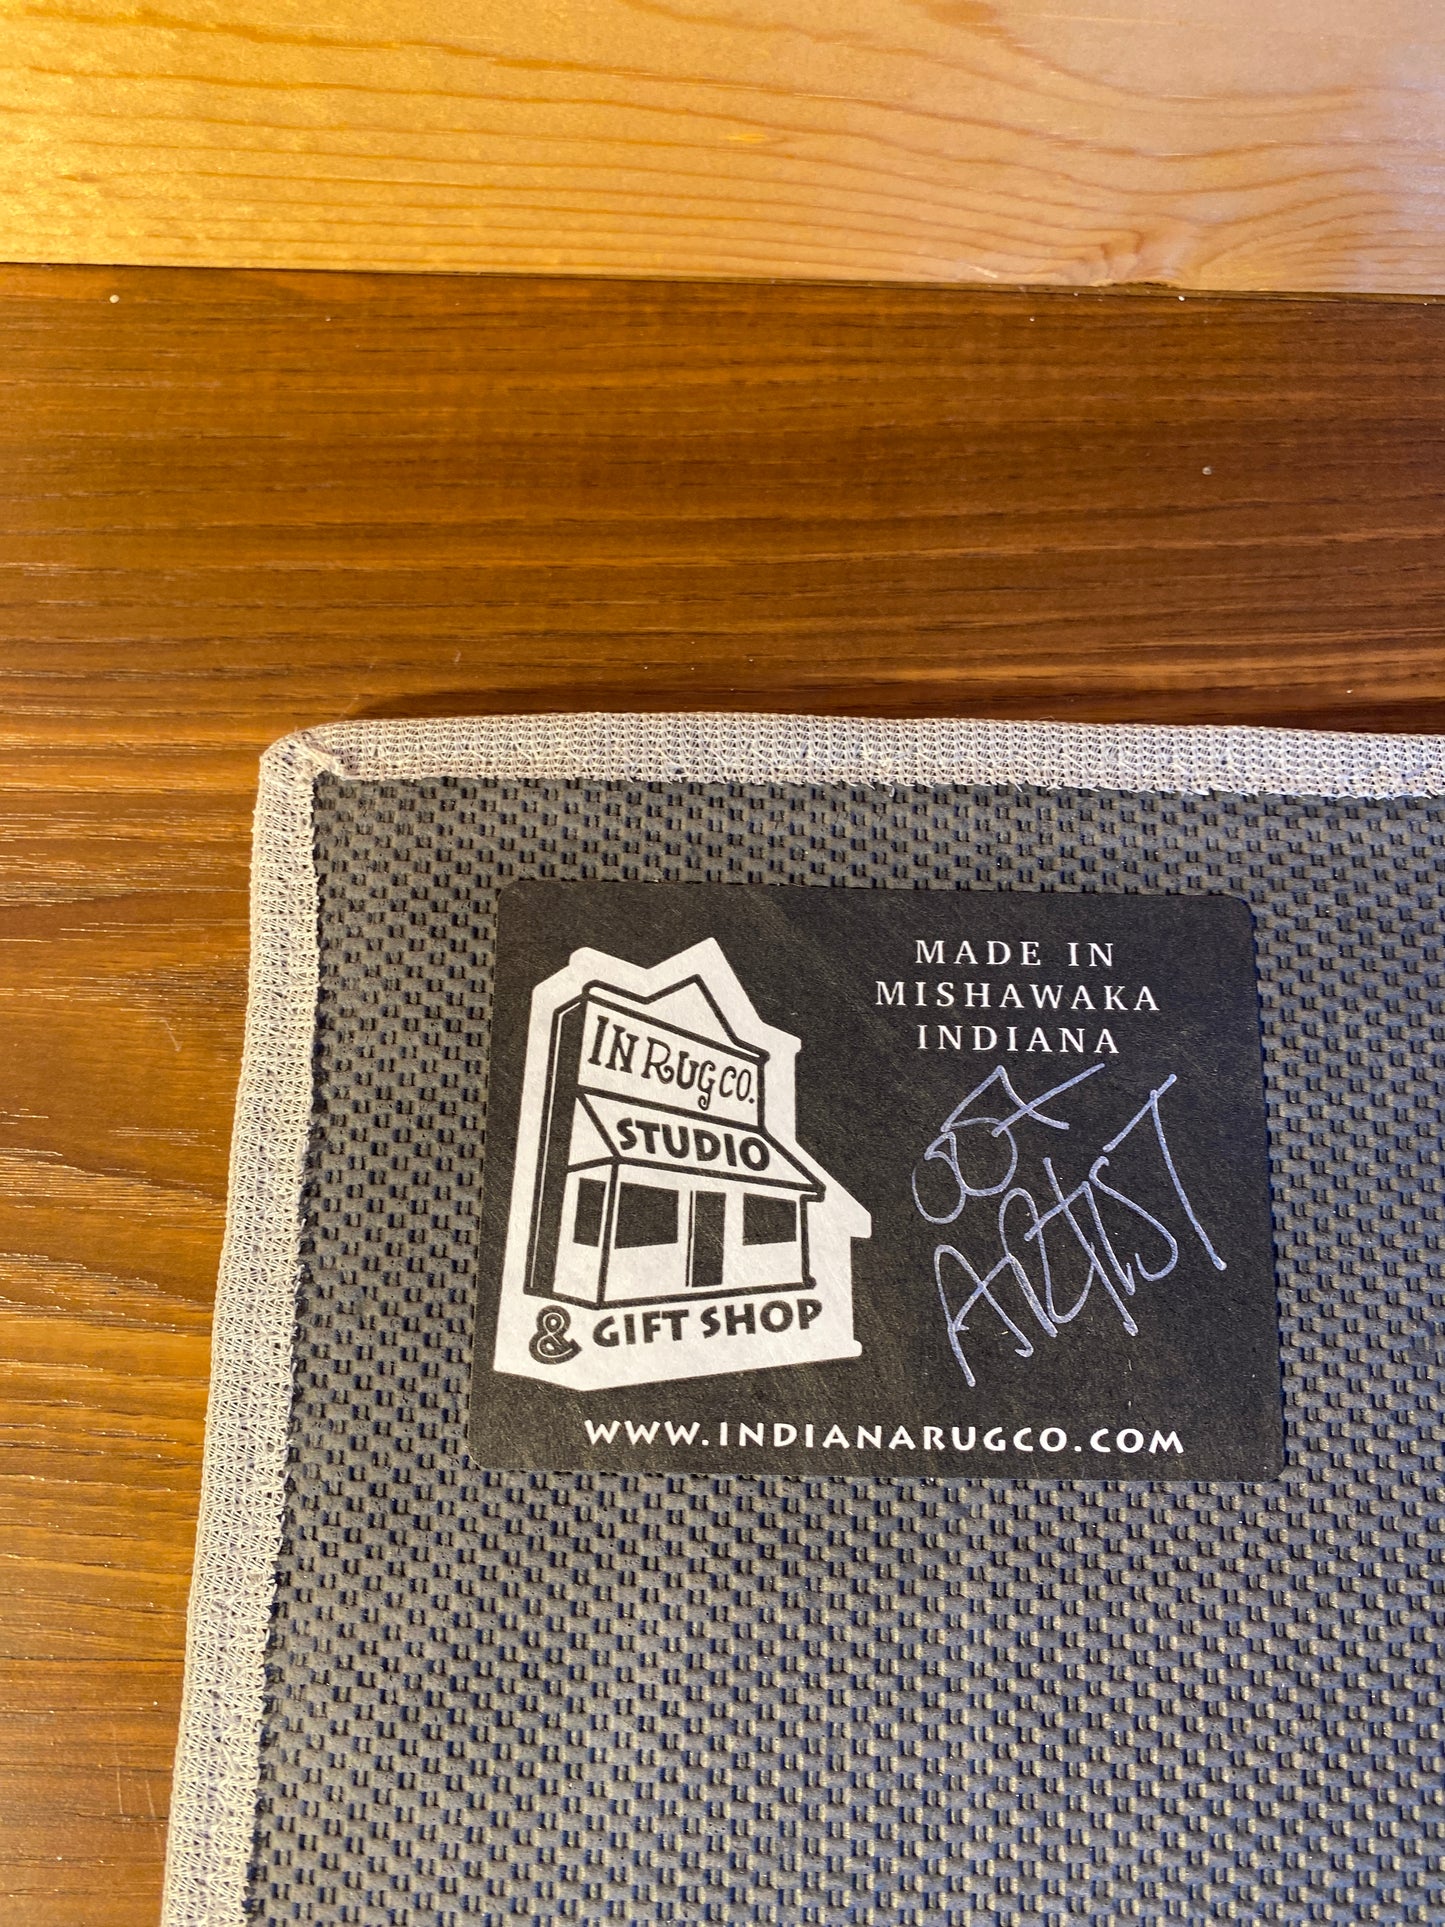 MADE IN
MISHAWAKA
INDIANA
IN RUG CO.
STUDIO
& GIFT SHOP
ARTIST
WWW.INDIANARUGCO.COM